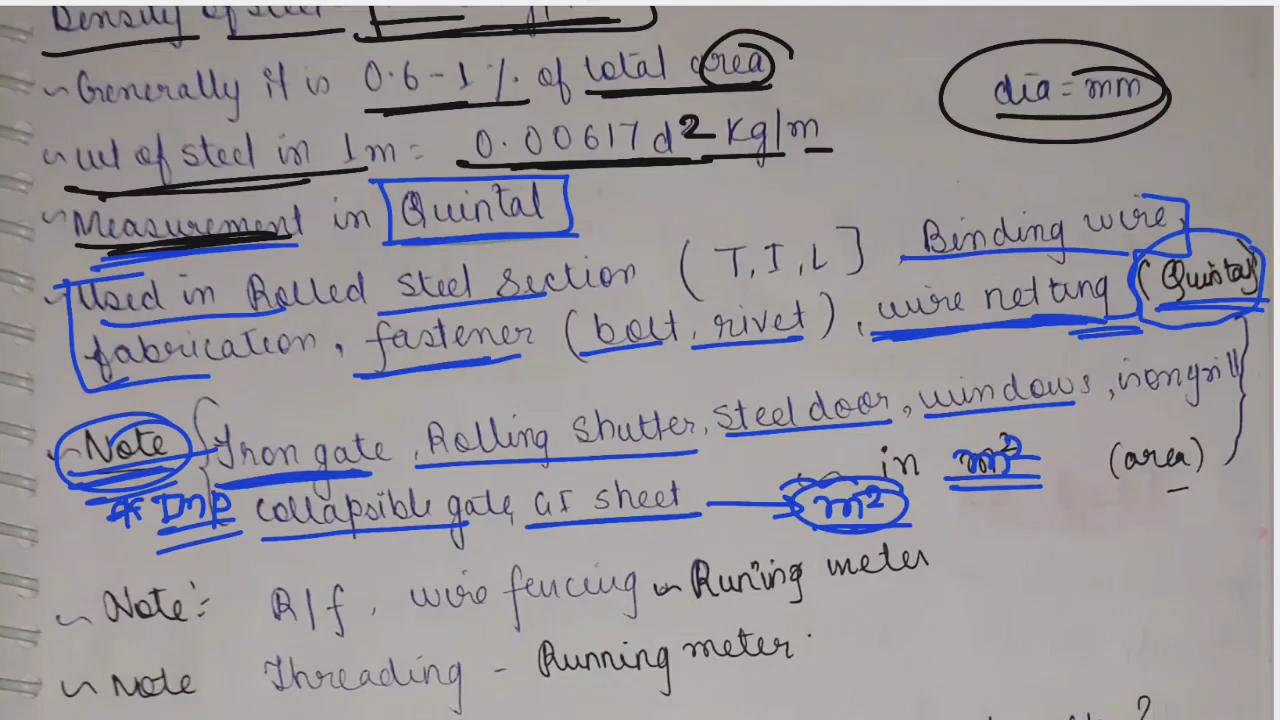 Density of steel
~ Generally it is 0.6-1 % of total area
dia = mm
~ wt of steel in 1m = 0.00617d2 Kg/m
~ Measurement in Quintal
~ Used in Rolled steel section ( T, I, L ] , Binding wire,
fabrication, fastener (bolt, rivet), wire netting (Quintal)
~ Note { Iron gate, Rolling shutter, steel door, windows, irongrill
* Imp collapsible gate, GI sheet → m2 in m2 (area)
~ Note:- R/f, wire fencing ~ Runing meter
~ Note Threading - Running meter.
?